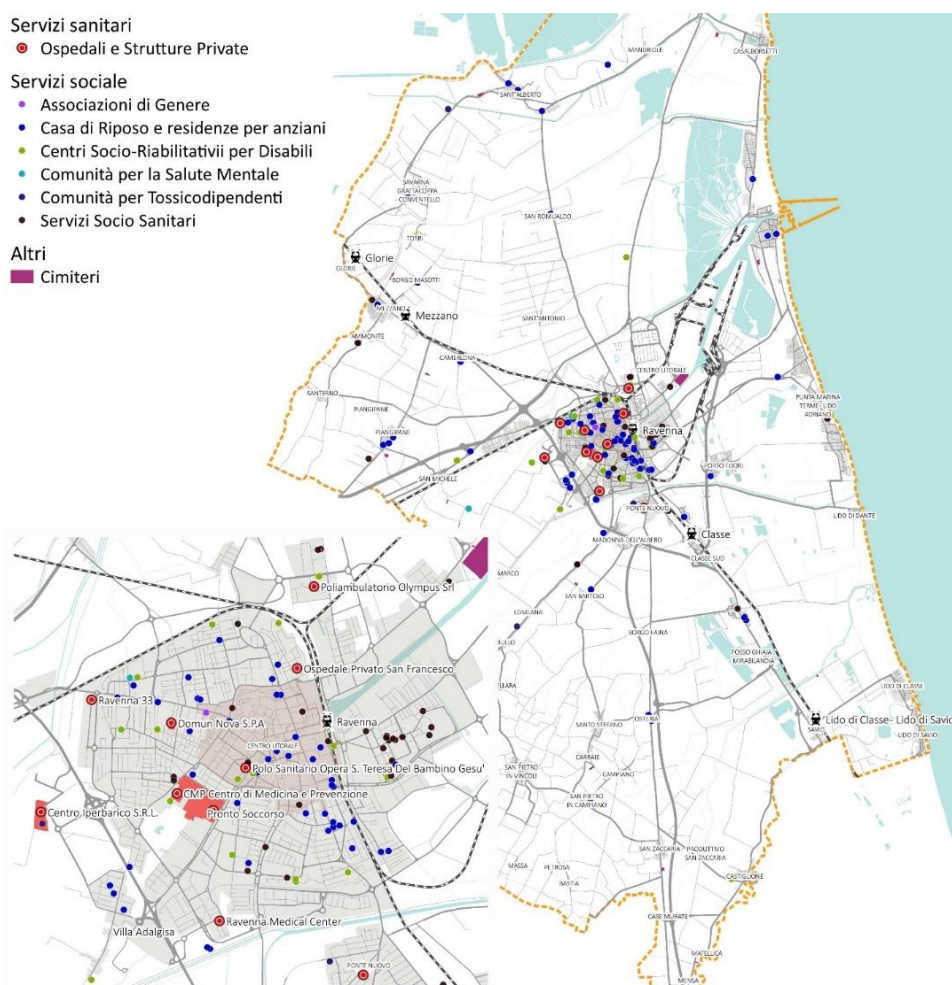 Servizi sanitari
Ospedali e Strutture Private
Servizi sociale
Associazioni di Genere
Casa di Riposo e residenze per anziani
Centri Socio-Riabilitativii per Disabili
Comunità per la Salute Mentale
Comunità per Tossicodipendenti
Servizi Socio Sanitari
Altri
Cimiteri
MANDRIOLE
CASALBORSETTI
SANT'ALBERTO
SAVARNA
GRATTACOPPA
CONVENTELLO
SAN ROMUALDO
TORRI
Glorie
GLORIE
BORGO MASOTTI
MEZZANO
Mezzano
SANT'ANTONIO
AMMONITE
CAMERLONA
CENTRO LITORALE
SANTERNO
PIANGIPANE
PUNTA MARINA
TERME- LIDO
ADRIANO
PIANGIPANE
Ravenna
SAN MICHELE
PORTO FUORI
PONTE NUOVO
LIDO DI DANTE
MADONNA DELL'ALBERO
Classe
CLASSE SUD
MARCO
SAN BARTOLO
LONGANA
BULLO
BORGO FAINA
FOSSO GHIAIA
MIRABILANDIA
LIDO DI CLASSE
Lido di Classe- Lido di Savio
SAVIO
LIDO DI SAVIO
SANTO STEFANO
OSTERIA
CARRAIE
SAN PIETRO
IN VINCOLI
CAMPIANO
SAN PIETRO
IN CAMPIANO
SAN ZACCARIA
PRODUTTIVO
SAN ZACCARIA
MASSA
PETROSA
BASTIA
CASTIGLIONE
CASE MURATE
MATELLICA
MENSA
Poliambulatorio Olympus Srl
Ospedale Privato San Francesco
Ravenna 33
Domun Nova S.P.A
Ravenna
CENTRO LITORALE
Polo Sanitario Opera S. Teresa Del Bambino Gesu'
CMP Centro di Medicina e Prevenzione
Centro Iperbarico S.R.L.
Pronto Soccorso
Ravenna Medical Center
Villa Adalgisa
PONTE NUOVO